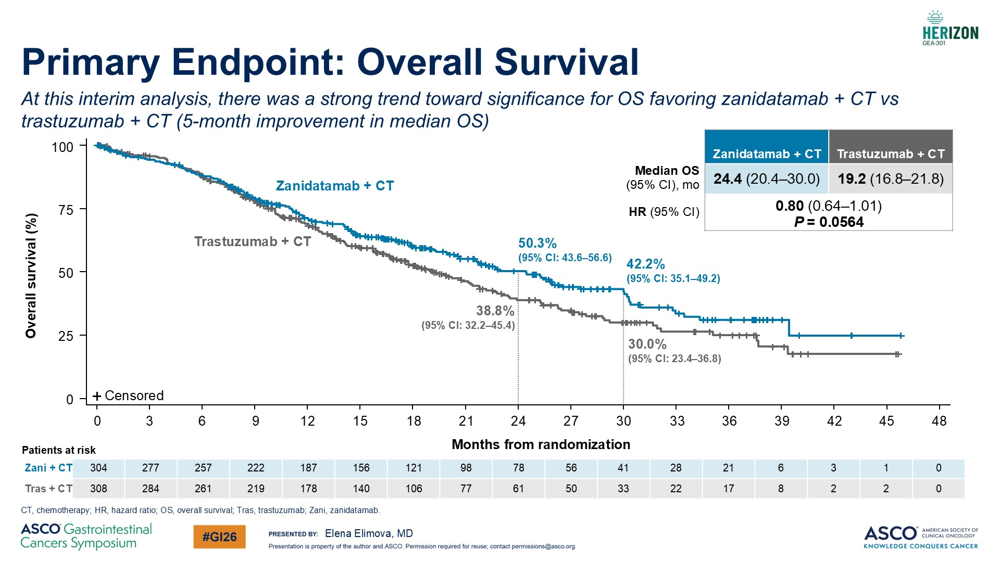 HERIZON
GEA-301
Primary Endpoint: Overall Survival
At this interim analysis, there was a strong trend toward significance for OS favoring zanidatamab + CT vs
trastuzumab + CT (5-month improvement in median OS)
Zanidatamab + CT Trastuzumab + CT
Median OS
(95% CI), mo
24.4 (20.4–30.0) 19.2 (16.8–21.8)
HR (95% CI)
0.80 (0.64–1.01)
P = 0.0564
Overall survival (%)
100
75
50
25
0
Zanidatamab + CT
Trastuzumab + CT
50.3%
(95% CI: 43.6–56.6)
42.2%
(95% CI: 35.1–49.2)
38.8%
(95% CI: 32.2–45.4)
30.0%
(95% CI: 23.4–36.8)
+ Censored
0 3 6 9 12 15 18 21 24 27 30 33 36 39 42 45 48
Months from randomization
Patients at risk
Zani + CT 304 277 257 222 187 156 121 98 78 56 41 28 21 6 3 1 0
Tras + CT 308 284 261 219 178 140 106 77 61 50 33 22 17 8 2 2 0
CT, chemotherapy; HR, hazard ratio; OS, overall survival; Tras, trastuzumab; Zani, zanidatamab.
ASCO Gastrointestinal
Cancers Symposium
#GI26
PRESENTED BY: Elena Elimova, MD
Presentation is property of the author and ASCO. Permission required for reuse; contact permissions@asco.org.
ASCO AMERICAN SOCIETY OF
CLINICAL ONCOLOGY
KNOWLEDGE CONQUERS CANCER